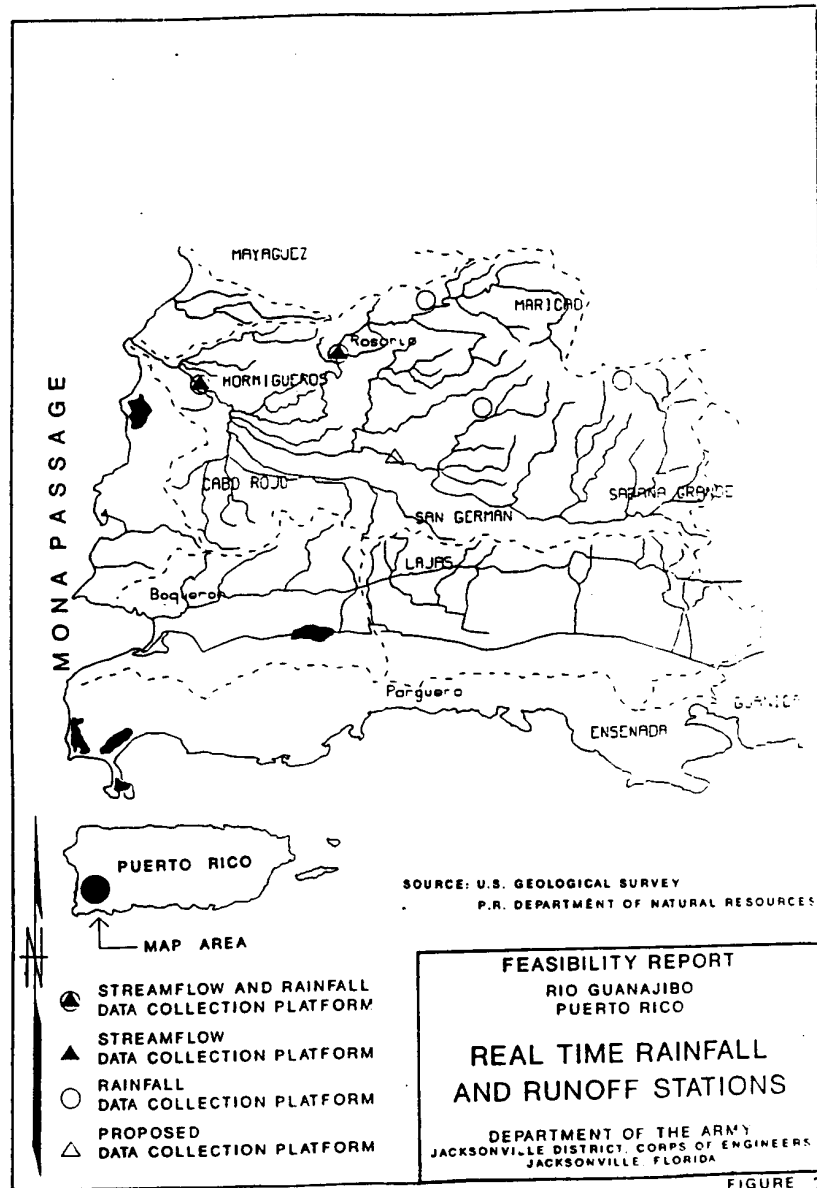 MAYAGUEZ
MARICAO
Rosario
HORMIGUEROS
MONA PASSAGE
CABO ROJO
SABANA GRANDE
SAN GERMAN
LAJAS
Boqueron
Parguera
GUANICA
ENSENADA
PUERTO RICO
MAP AREA
SOURCE: U.S. GEOLOGICAL SURVEY
P.R. DEPARTMENT OF NATURAL RESOURCES
N
STREAMFLOW AND RAINFALL
DATA COLLECTION PLATFORM
STREAMFLOW
DATA COLLECTION PLATFORM
RAINFALL
DATA COLLECTION PLATFORM
PROPOSED
DATA COLLECTION PLATFORM
FEASIBILITY REPORT
RIO GUANAJIBO
PUERTO RICO
REAL TIME RAINFALL
AND RUNOFF STATIONS
DEPARTMENT OF THE ARMY
JACKSONVILLE DISTRICT, CORPS OF ENGINEERS
JACKSONVILLE, FLORIDA
FIGURE